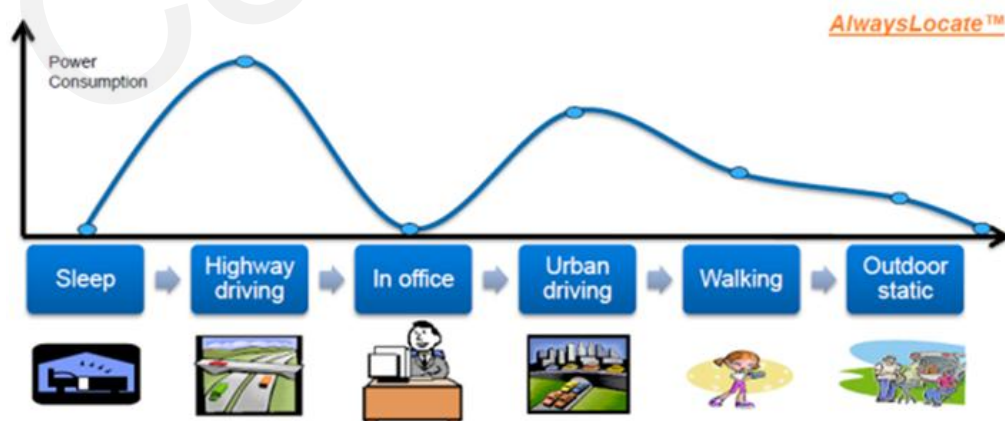 AlwaysLocate™
Power
Consumption
Sleep
Highway
driving
In office
Urban
driving
Walking
Outdoor
static